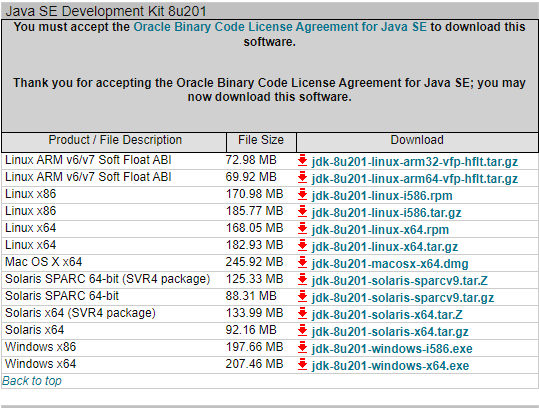 Java SE Development Kit 8u201
You must accept the Oracle Binary Code License Agreement for Java SE to download this
software.
Thank you for accepting the Oracle Binary Code License Agreement for Java SE; you may
now download this software.
Product / File Description File Size Download
Linux ARM v6/v7 Soft Float ABI 72.98 MB jdk-8u201-linux-arm32-vfp-hflt.tar.gz
Linux ARM v6/v7 Soft Float ABI 69.92 MB jdk-8u201-linux-arm64-vfp-hflt.tar.gz
Linux x86 170.98 MB jdk-8u201-linux-i586.rpm
Linux x86 185.77 MB jdk-8u201-linux-i586.tar.gz
Linux x64 168.05 MB jdk-8u201-linux-x64.rpm
Linux x64 182.93 MB jdk-8u201-linux-x64.tar.gz
Mac OS X x64 245.92 MB jdk-8u201-macosx-x64.dmg
Solaris SPARC 64-bit (SVR4 package) 125.33 MB jdk-8u201-solaris-sparcv9.tar.Z
Solaris SPARC 64-bit 88.31 MB jdk-8u201-solaris-sparcv9.tar.gz
Solaris x64 (SVR4 package) 133.99 MB jdk-8u201-solaris-x64.tar.Z
Solaris x64 92.16 MB jdk-8u201-solaris-x64.tar.gz
Windows x86 197.66 MB jdk-8u201-windows-i586.exe
Windows x64 207.46 MB jdk-8u201-windows-x64.exe
Back to top